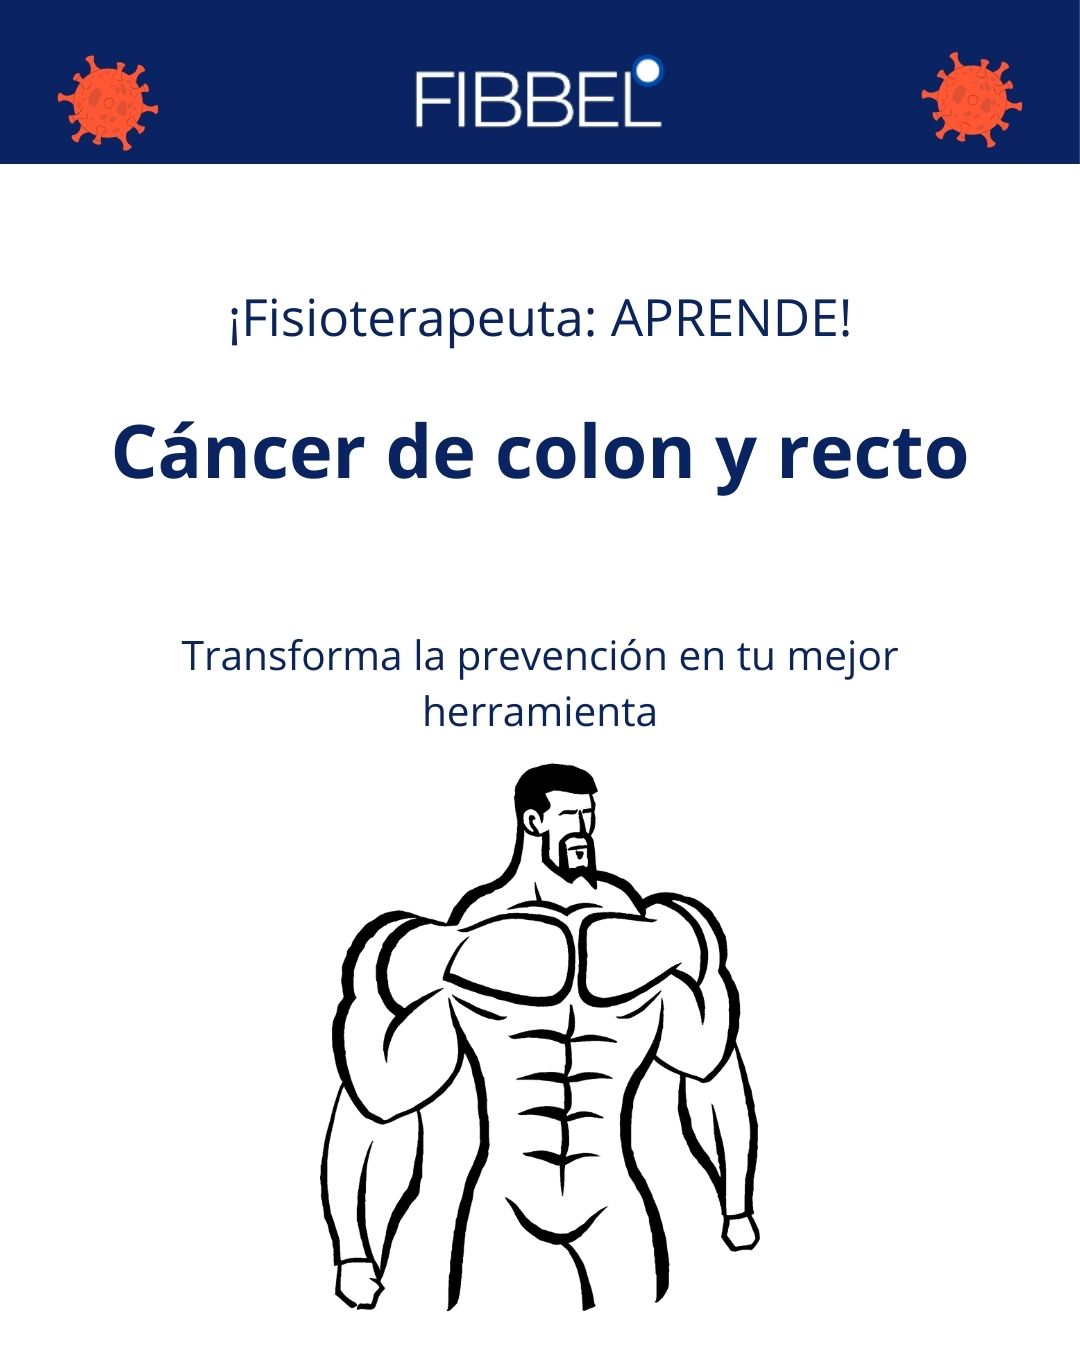 FIBBEL
¡Fisioterapeuta: APRENDE!
Cáncer de colon y recto
Transforma la prevención en tu mejor
herramienta